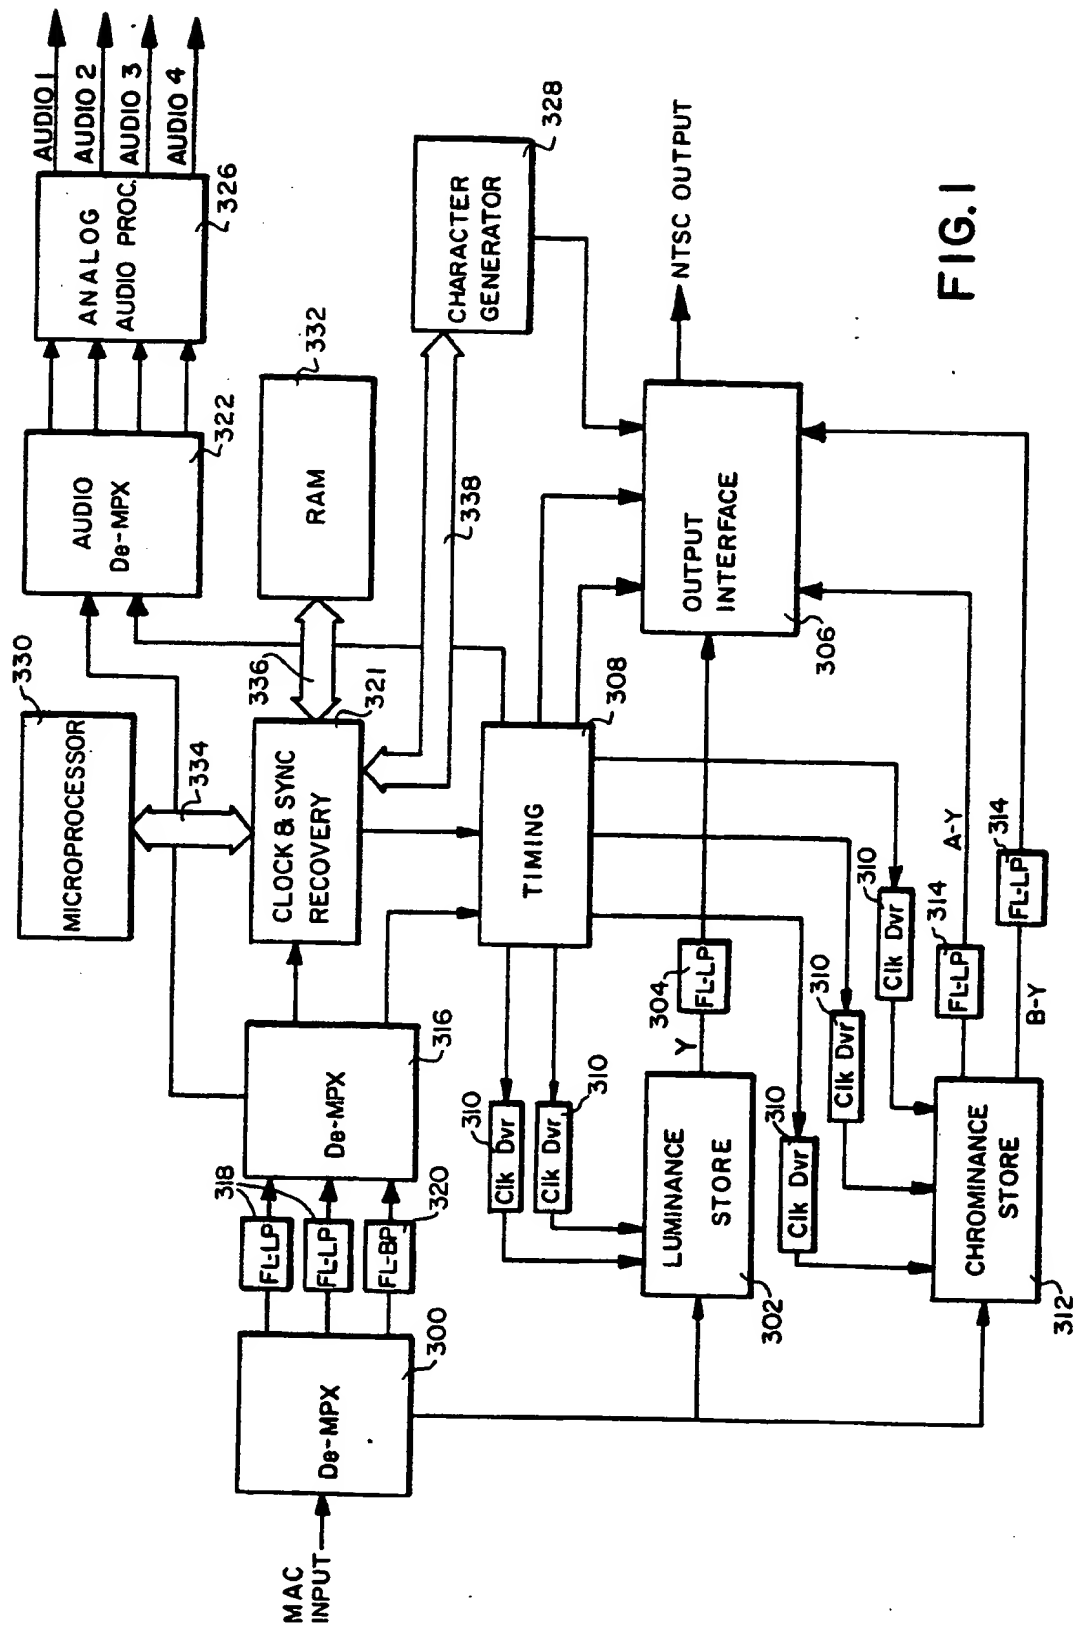 AUDIO 1
AUDIO 2
AUDIO 3
AUDIO 4
ANALOG
AUDIO PROC.
326
AUDIO
De-MPX
322
MICROPROCESSOR
330
334
RAM
332
336
CHARACTER
GENERATOR
328
338
CLOCK & SYNC
RECOVERY
321
MAC
INPUT
De-MPX
300
FL-LP
FL-LP
318
FL-BP
320
De-MPX
316
TIMING
308
Clk Dvr
310
Clk Dvr
310
LUMINANCE
STORE
302
Y
FL-LP
304
OUTPUT
INTERFACE
306
NTSC OUTPUT
Clk Dvr
310
Clk Dvr
310
Clk Dvr
310
CHROMINANCE
STORE
312
FL-LP
314
A-Y
B-Y
FL-LP
314
FIG. 1